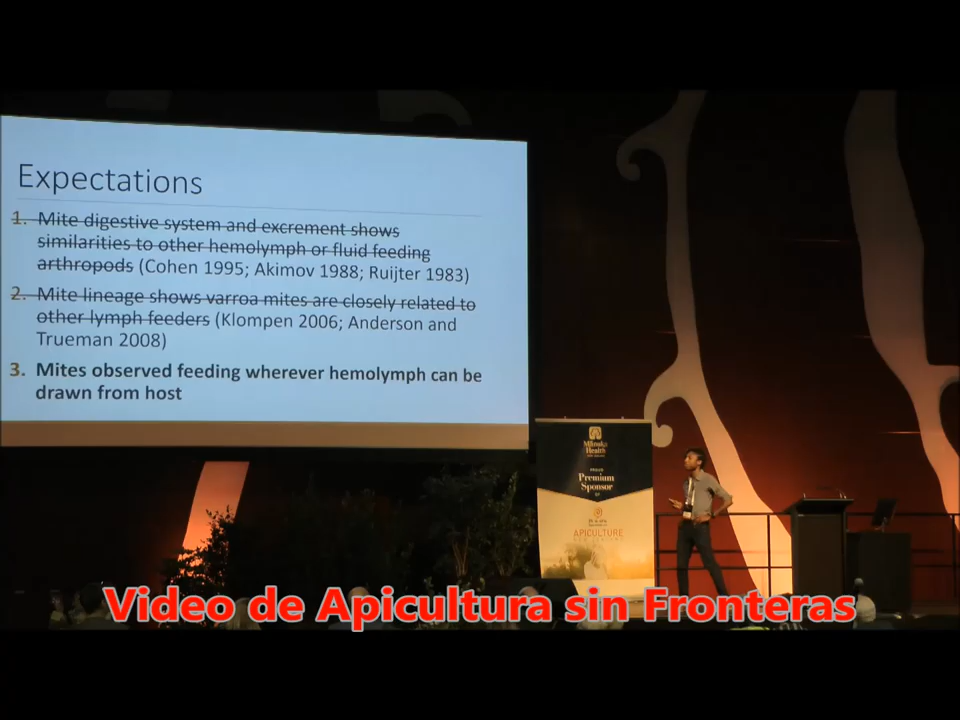 Expectations
1. Mite digestive system and excrement shows
similarities to other hemolymph or fluid feeding
arthropods (Cohen 1995; Akimov 1988; Ruijter 1983)
2. Mite lineage shows varroa mites are closely related to
other lymph feeders (Klompen 2006; Anderson and
Trueman 2008)
3. Mites observed feeding wherever hemolymph can be
drawn from host
Manuka
Health
Premium
Sponsor
APICULTURE
Video de Apicultura sin Fronteras